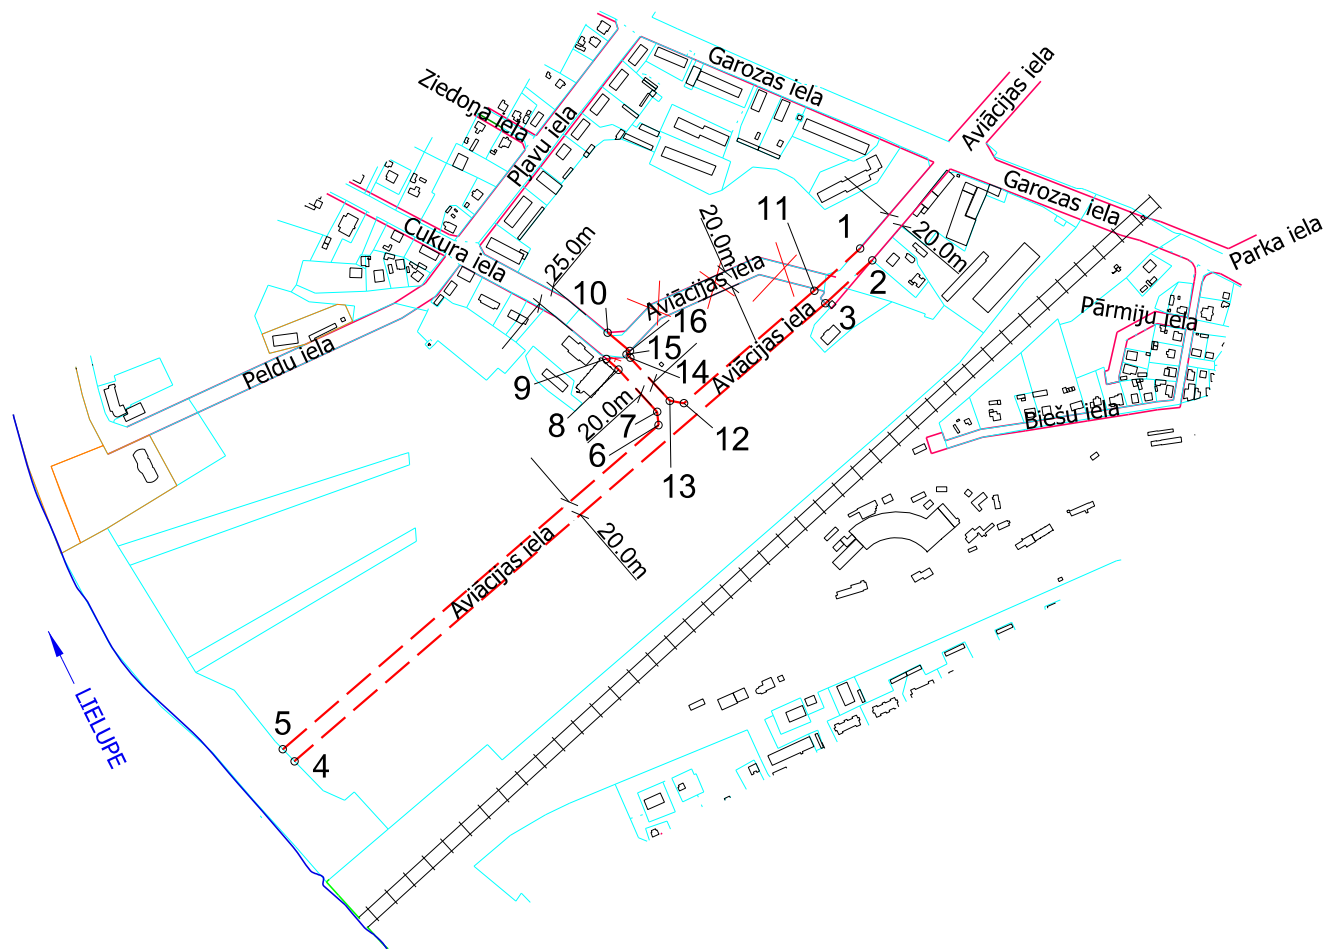 Garozas iela
Aviācijas iela
Ziedoņa iela
Pļavu iela
Garozas iela
Parka iela
Cukura iela
20.0m
11
1
20.0m
2
25.0m
Aviācijas iela
10
16
3
Pārmiju iela
Peldu iela
15
Aviācijas iela
9
14
8
20.0m
7
12
Biešu iela
6
13
20.0m
Aviācijas iela
LIELUPE
5
4